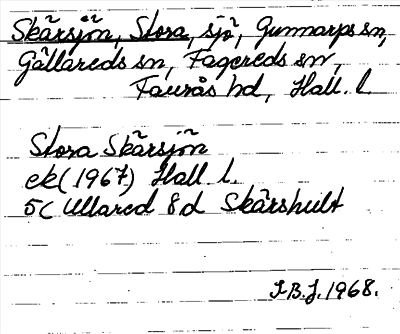 Skärsjön, Stora, sjö, Gunnarps sn,
Gällareds sn, Fagereds sn,
Faurås hd, Hall. l.
Stora Skärsjön
ek (1967) Hall l.
5C Ullared 8d Skärshult
I.B.J. 1968.